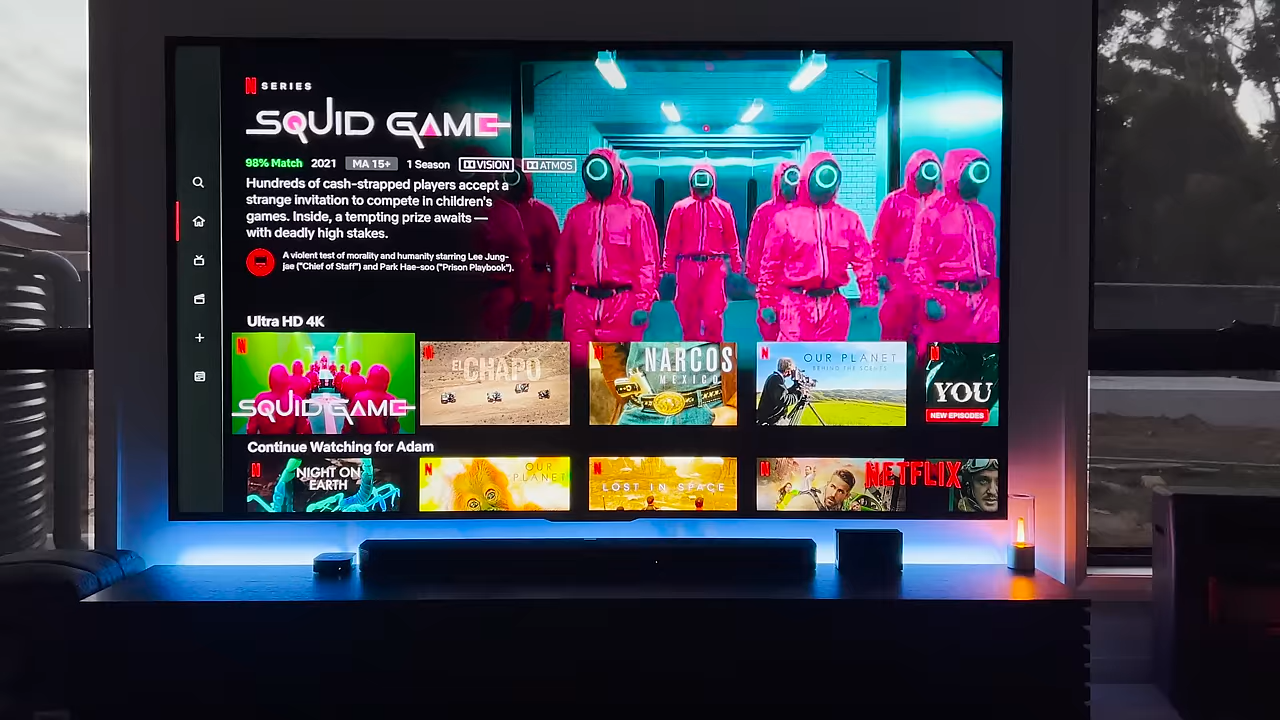 N SERIES
SQUID GAME
98% Match 2021 MA 15+ 1 Season DD VISION DD ATMOS
Hundreds of cash-strapped players accept a
strange invitation to compete in children's
games. Inside, a tempting prize awaits —
with deadly high stakes.
A violent test of morality and humanity starring Lee Jung-
jae ("Chief of Staff") and Park Hae-soo ("Prison Playbook").
Ultra HD 4K
N
SQUID GAME
N
EL CHAPO
N
NARCOS
MEXICO
N
OUR PLANET
BEHIND THE SCENES
N
YOU
NEW EPISODES
Continue Watching for Adam
N
NIGHT ON
EARTH
N
OUR
PLANET
N
LOST IN SPACE
N
NETFLIX